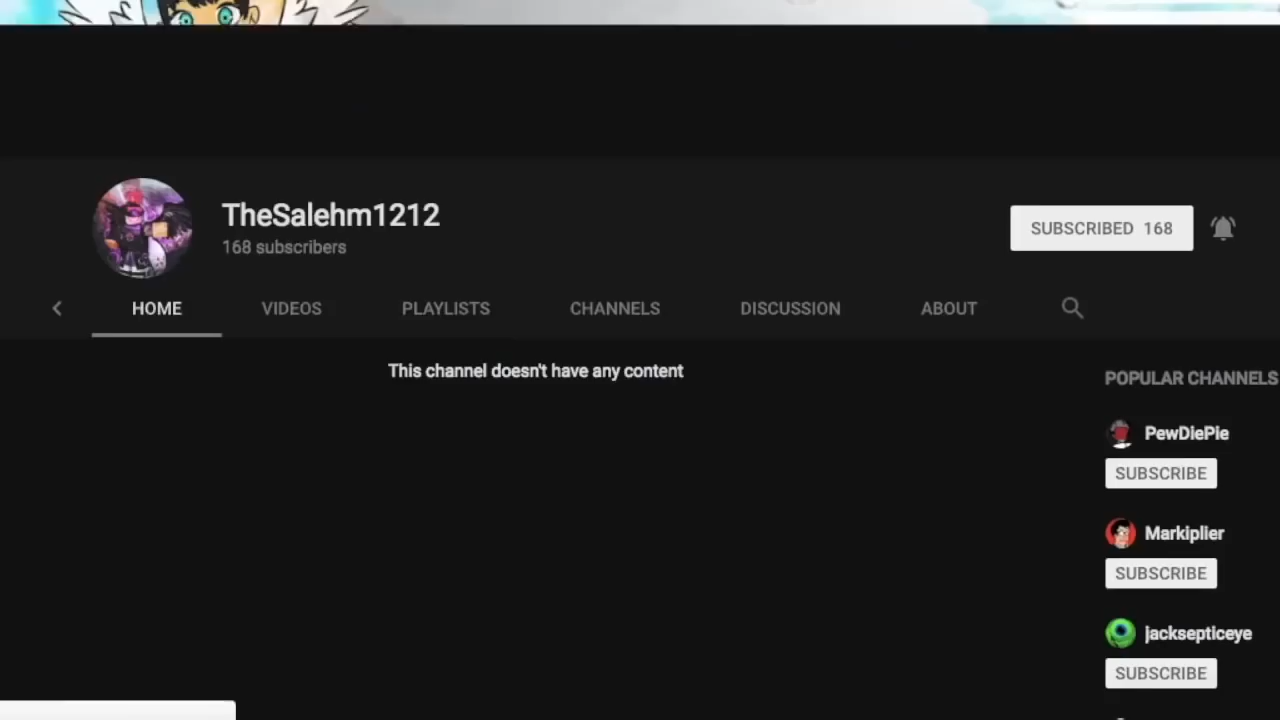 TheSalehm1212
168 subscribers
SUBSCRIBED 168
HOME VIDEOS PLAYLISTS CHANNELS DISCUSSION ABOUT
This channel doesn't have any content
POPULAR CHANNELS
PewDiePie
SUBSCRIBE
Markiplier
SUBSCRIBE
jacksepticeye
SUBSCRIBE